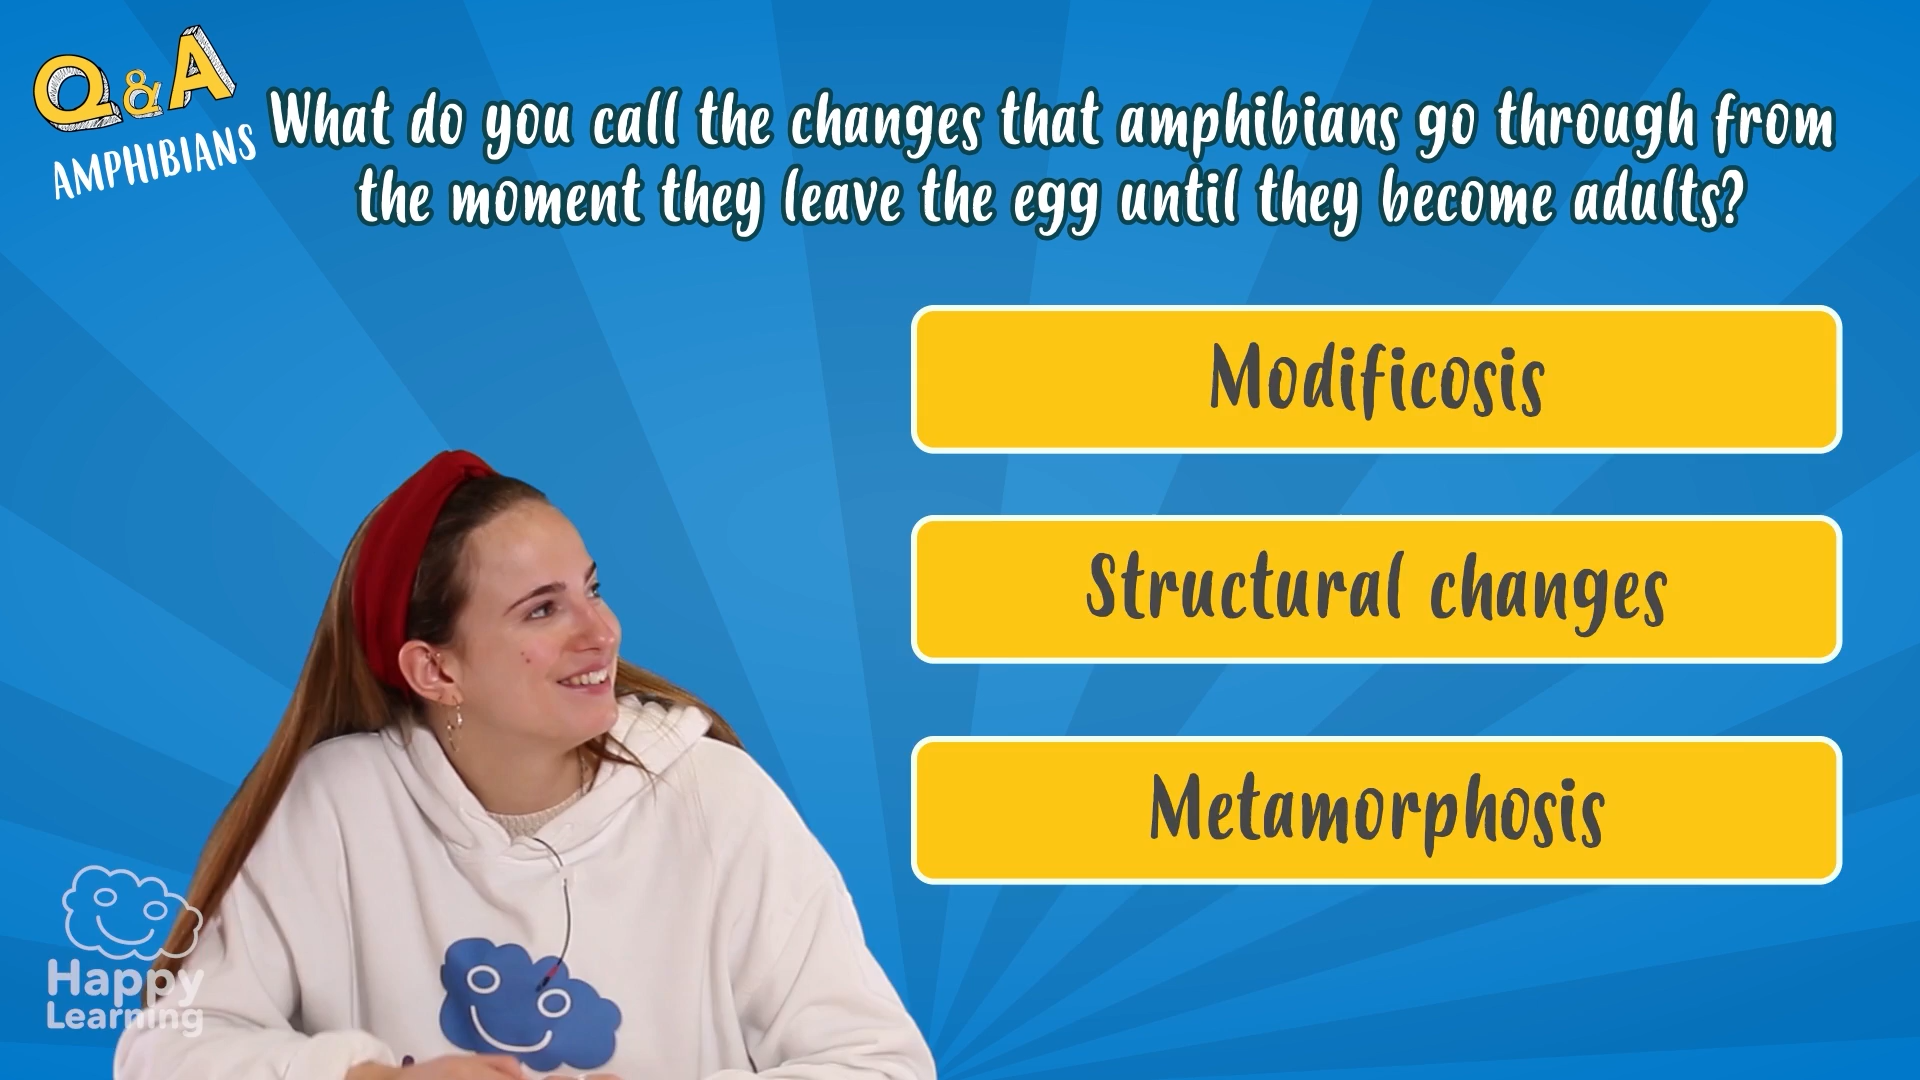 Q&A
AMPHIBIANS
What do you call the changes that amphibians go through from
the moment they leave the egg until they become adults?
Modificosis
Structural changes
Metamorphosis
Happy
Learning